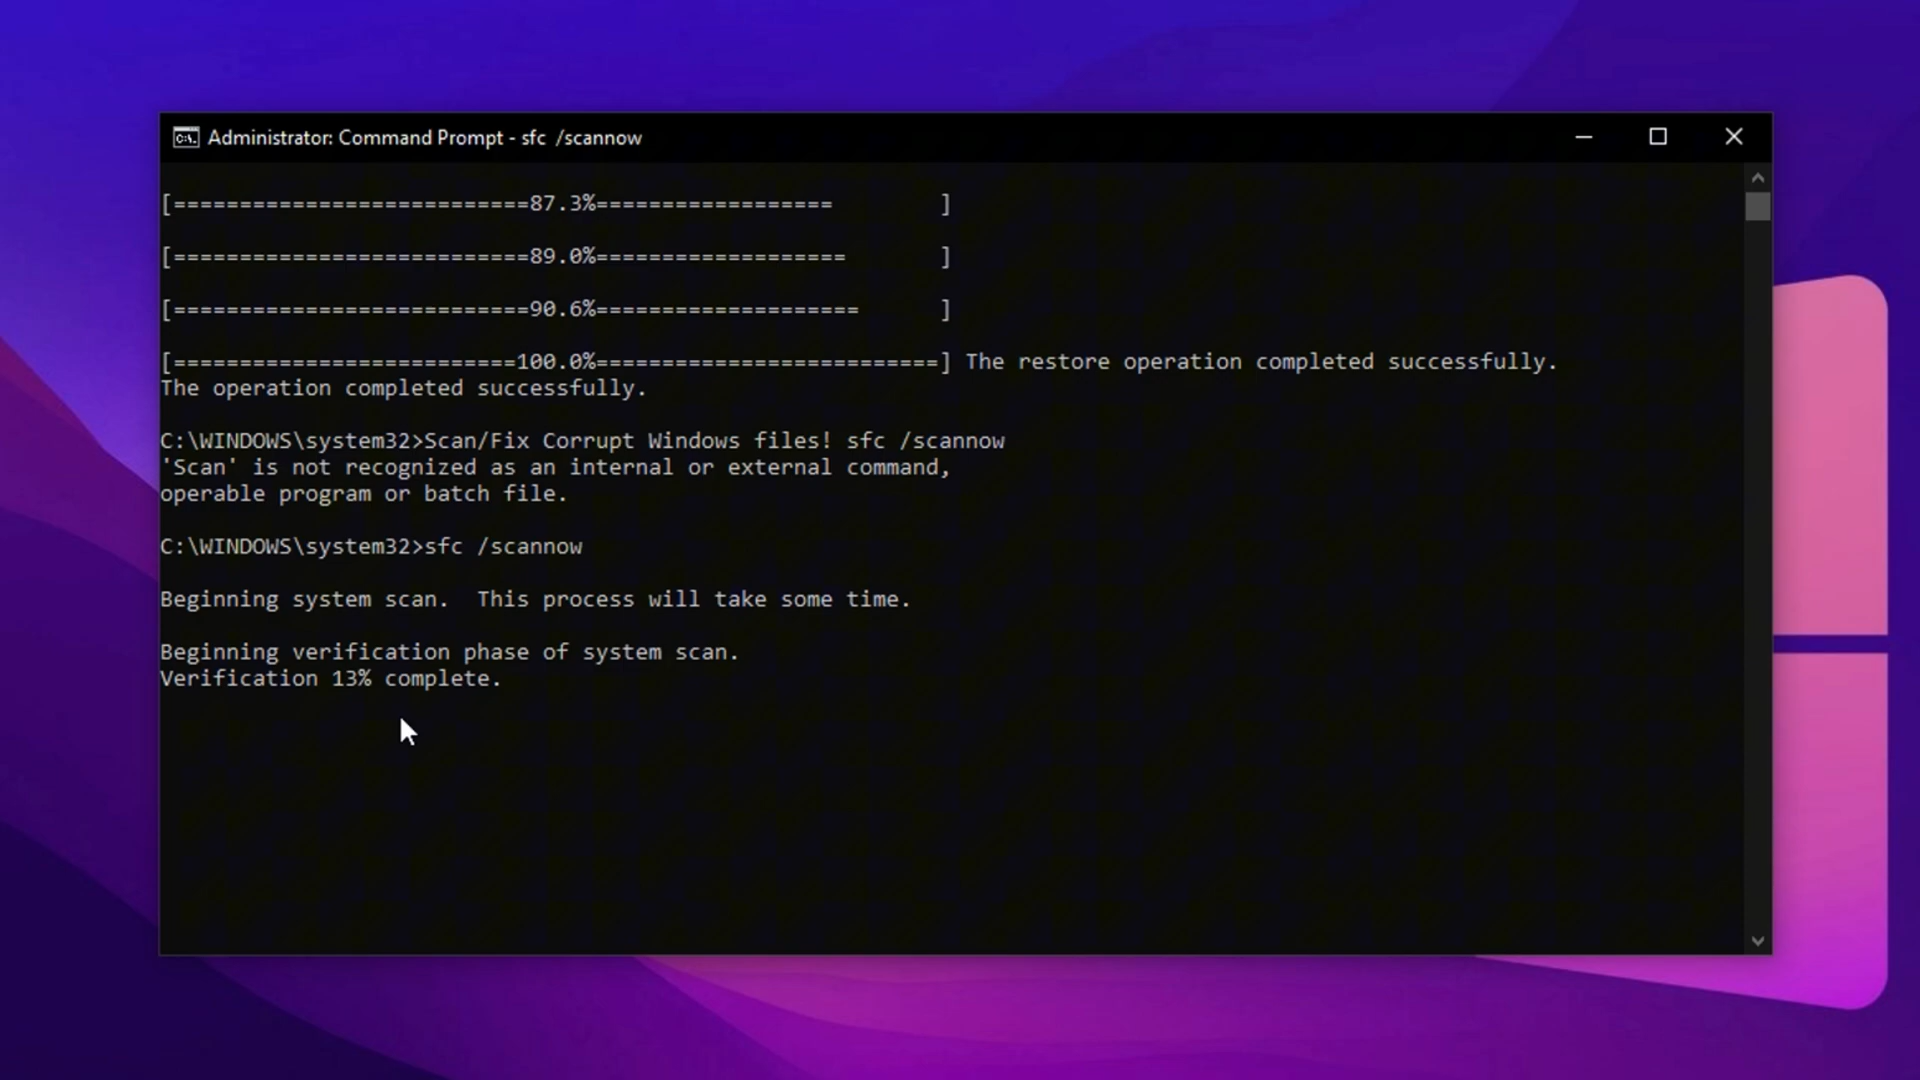 Administrator: Command Prompt - sfc  /scannow
[===========================87.3%==================        ]
[===========================89.0%===================       ]
[===========================90.6%====================      ]
[==========================100.0%==========================] The restore operation completed successfully.
The operation completed successfully.
C:\WINDOWS\system32>Scan/Fix Corrupt Windows files! sfc /scannow
'Scan' is not recognized as an internal or external command,
operable program or batch file.
C:\WINDOWS\system32>sfc /scannow
Beginning system scan.  This process will take some time.
Beginning verification phase of system scan.
Verification 13% complete.